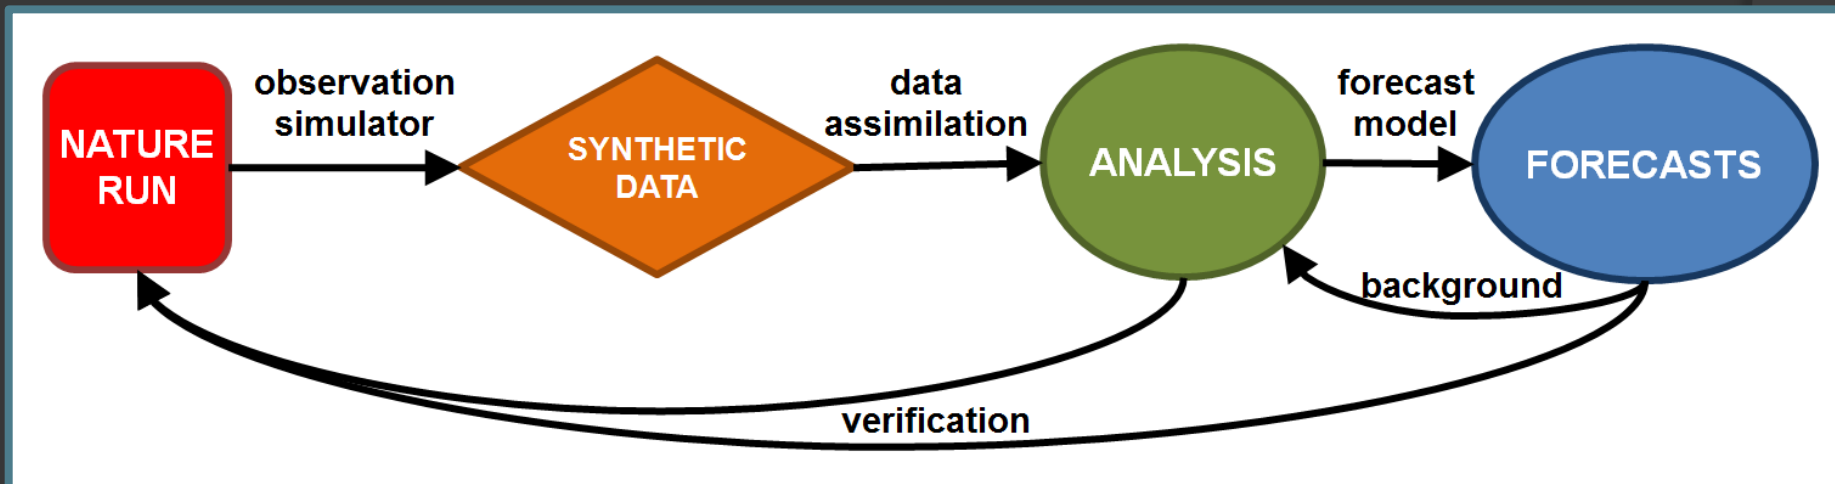 NATURE
RUN
observation
simulator
SYNTHETIC
DATA
data
assimilation
ANALYSIS
forecast
model
FORECASTS
background
verification